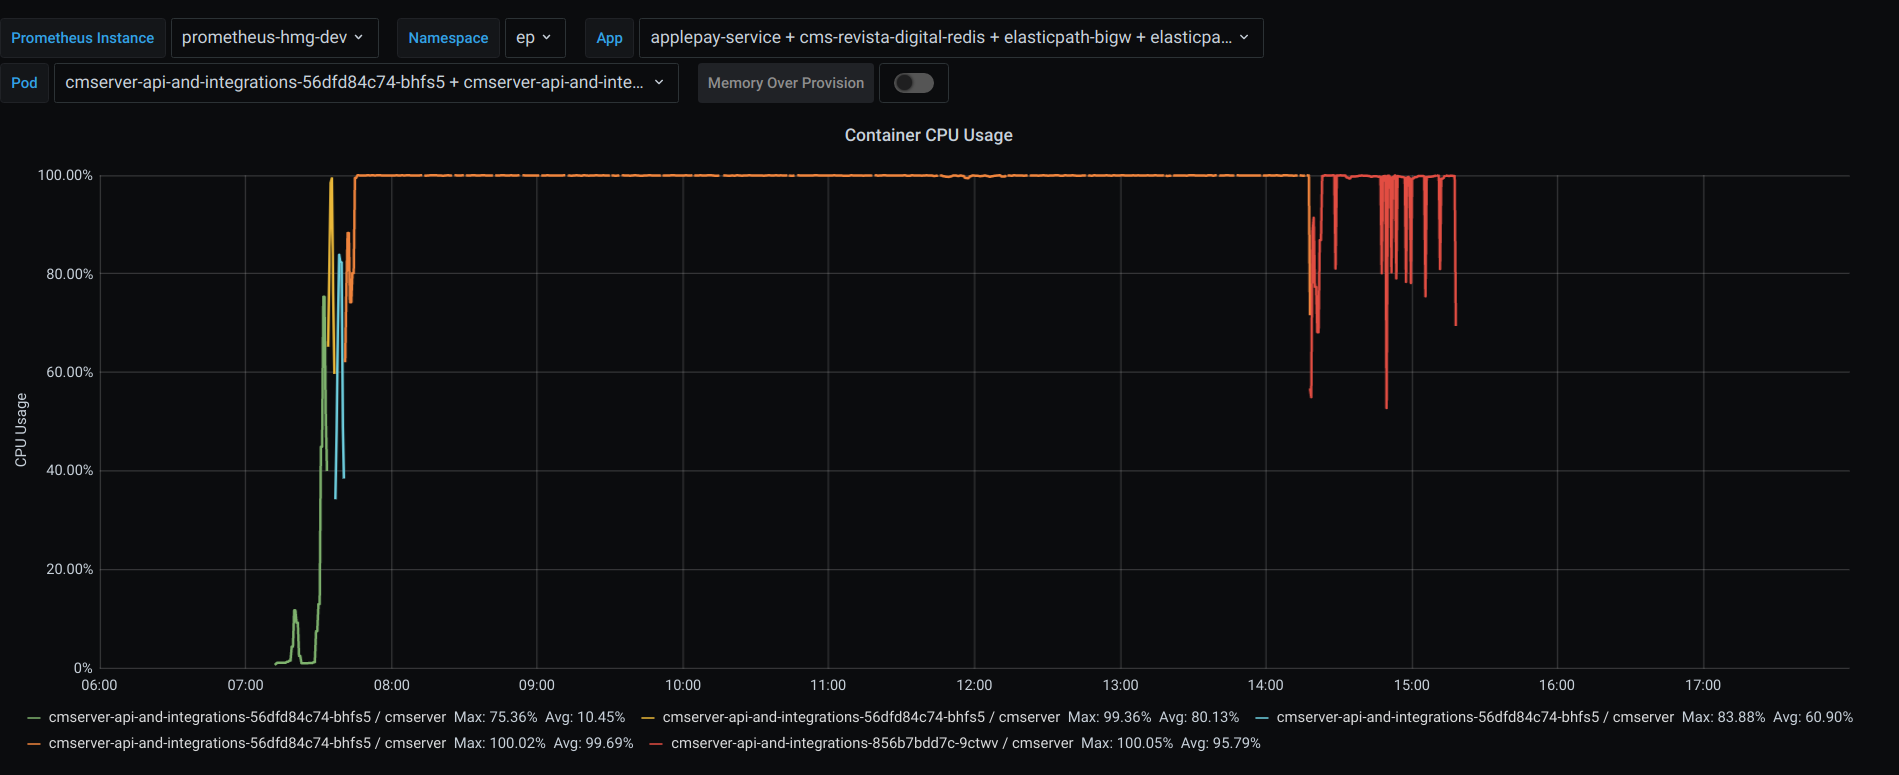 Prometheus Instance prometheus-hmg-dev Namespace ep App applepay-service + cms-revista-digital-redis + elasticpath-bigw + elasticpa...
Pod cmserver-api-and-integrations-56dfd84c74-bhfs5 + cmserver-api-and-inte... Memory Over Provision
Container CPU Usage
100.00%
80.00%
60.00%
40.00%
20.00%
0%
CPU Usage
06:00 07:00 08:00 09:00 10:00 11:00 12:00 13:00 14:00 15:00 16:00 17:00
cmserver-api-and-integrations-56dfd84c74-bhfs5 / cmserver Max: 75.36% Avg: 10.45% cmserver-api-and-integrations-56dfd84c74-bhfs5 / cmserver Max: 99.36% Avg: 80.13% cmserver-api-and-integrations-56dfd84c74-bhfs5 / cmserver Max: 83.88% Avg: 60.90%
cmserver-api-and-integrations-56dfd84c74-bhfs5 / cmserver Max: 100.02% Avg: 99.69% cmserver-api-and-integrations-856b7bdd7c-9ctwv / cmserver Max: 100.05% Avg: 95.79%